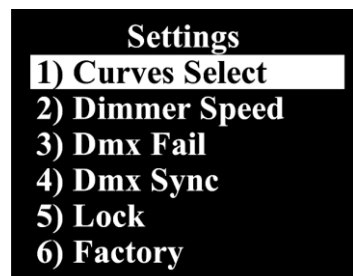 Settings
1) Curves Select
2) Dimmer Speed
3) Dmx Fail
4) Dmx Sync
5) Lock
6) Factory